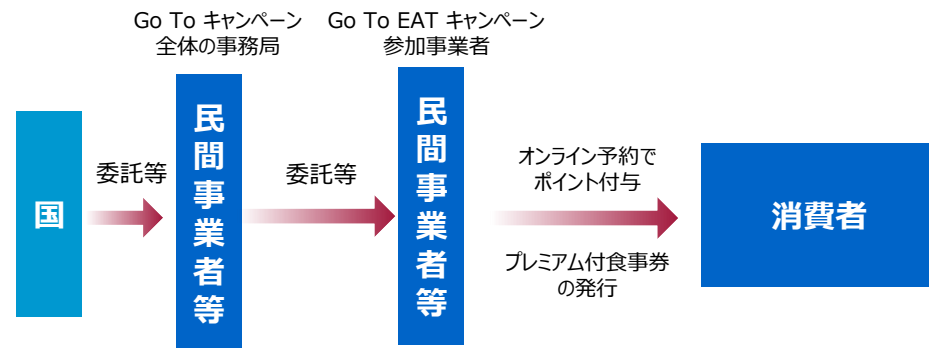 Go To キャンペーン
全体の事務局
Go To EAT キャンペーン
参加事業者
国
委託等
民間事業者等
委託等
民間事業者等
オンライン予約で
ポイント付与
プレミアム付食事券
の発行
消費者